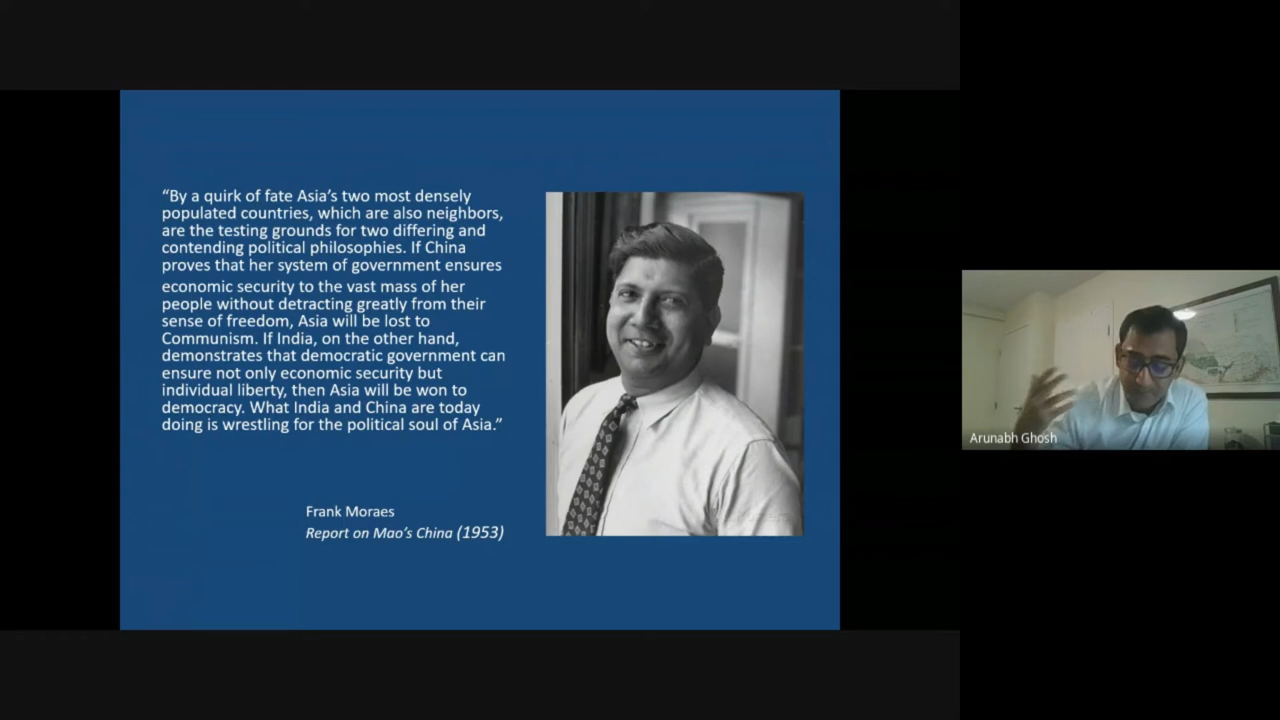 “By a quirk of fate Asia’s two most densely
populated countries, which are also neighbors,
are the testing grounds for two differing and
contending political philosophies. If China
proves that her system of government ensures
economic security to the vast mass of her
people without detracting greatly from their
sense of freedom, Asia will be lost to
Communism. If India, on the other hand,
demonstrates that democratic government can
ensure not only economic security but
individual liberty, then Asia will be won to
democracy. What India and China are today
doing is wrestling for the political soul of Asia.”
Frank Moraes
Report on Mao’s China (1953)
Arunabh Ghosh